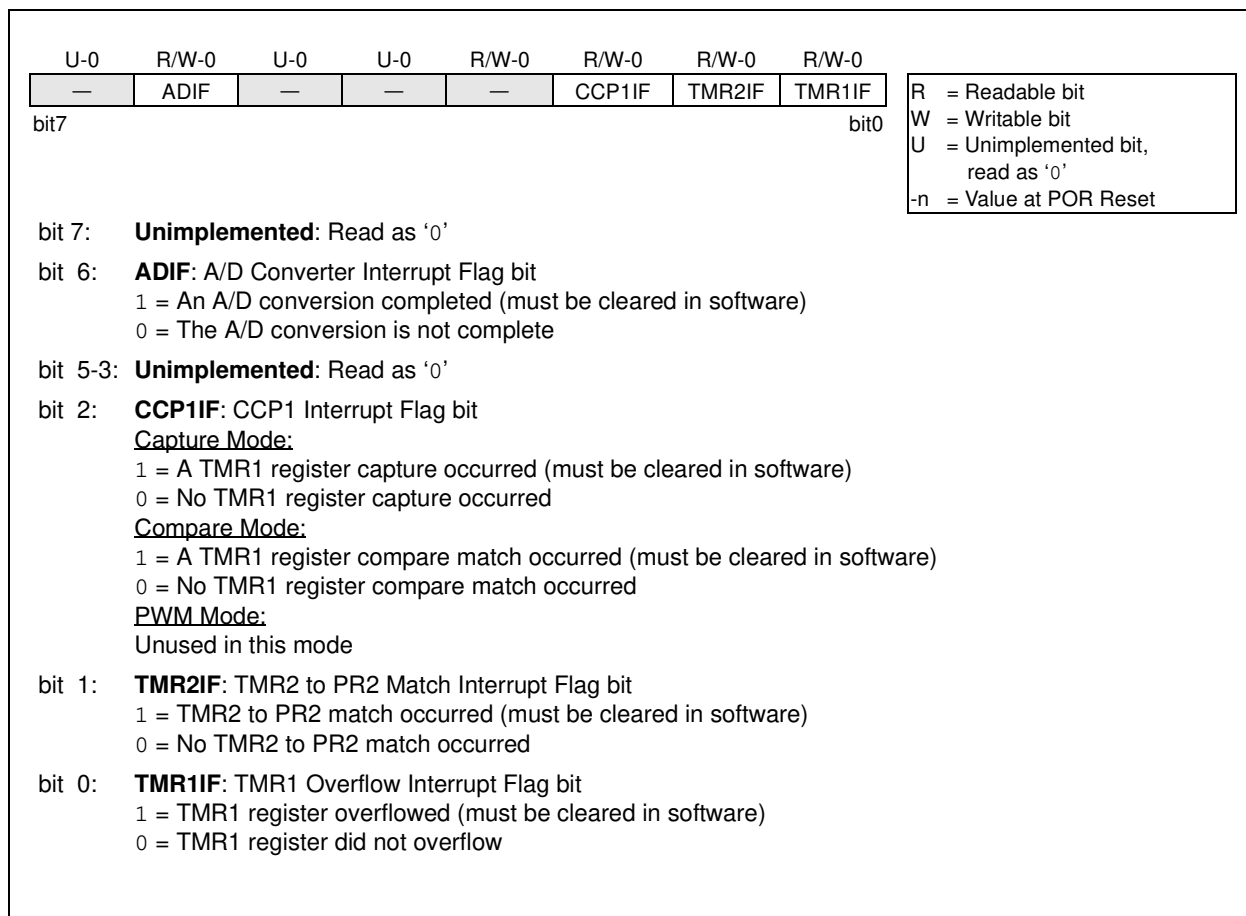 U-0 R/W-0 U-0 U-0 R/W-0 R/W-0 R/W-0 R/W-0
— ADIF — — — CCP1IF TMR2IF TMR1IF
bit7 bit0
R = Readable bit
W = Writable bit
U = Unimplemented bit,
read as ‘0’
-n = Value at POR Reset
bit 7: Unimplemented: Read as ‘0’
bit 6: ADIF: A/D Converter Interrupt Flag bit
1 = An A/D conversion completed (must be cleared in software)
0 = The A/D conversion is not complete
bit 5-3: Unimplemented: Read as ‘0’
bit 2: CCP1IF: CCP1 Interrupt Flag bit
Capture Mode:
1 = A TMR1 register capture occurred (must be cleared in software)
0 = No TMR1 register capture occurred
Compare Mode:
1 = A TMR1 register compare match occurred (must be cleared in software)
0 = No TMR1 register compare match occurred
PWM Mode:
Unused in this mode
bit 1: TMR2IF: TMR2 to PR2 Match Interrupt Flag bit
1 = TMR2 to PR2 match occurred (must be cleared in software)
0 = No TMR2 to PR2 match occurred
bit 0: TMR1IF: TMR1 Overflow Interrupt Flag bit
1 = TMR1 register overflowed (must be cleared in software)
0 = TMR1 register did not overflow